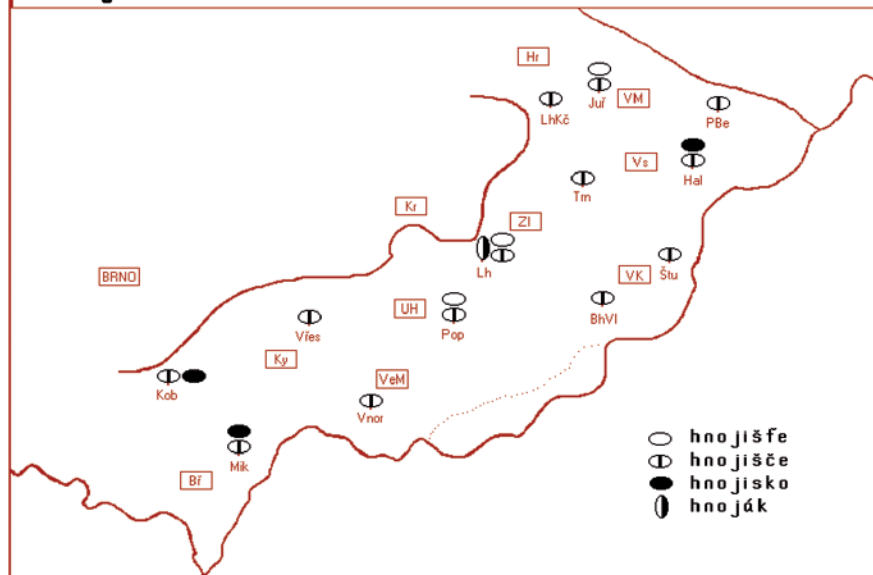 Hr
Juř
VM
LhKč
PBe
Vs
Hal
Trn
Kr
Zl
Lh
BRNO
VK
Štu
UH
BhVl
Vřes
Pop
Ky
VeM
Kob
Vnor
Mik
Bř
hnojišťe
hnojišče
hnojisko
hnoják